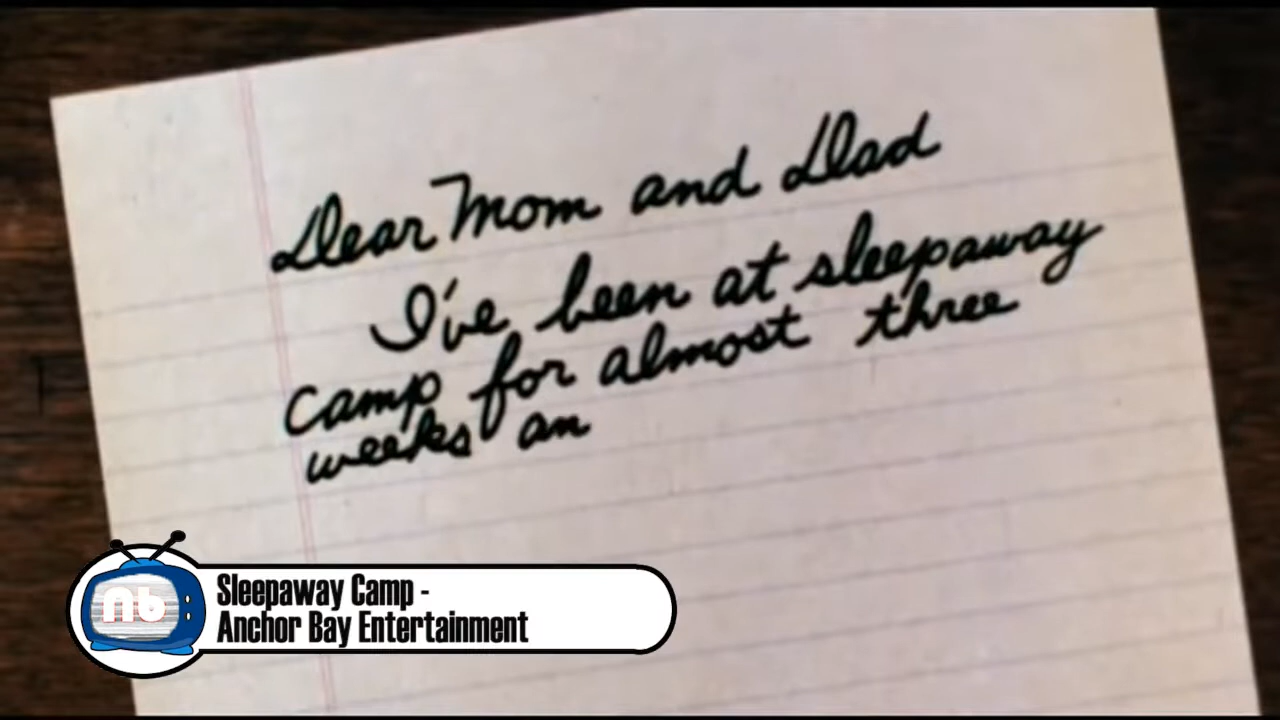 Dear Mom and Dad
I've been at sleepaway
camp for almost three
weeks an
nb
Sleepaway Camp -
Anchor Bay Entertainment